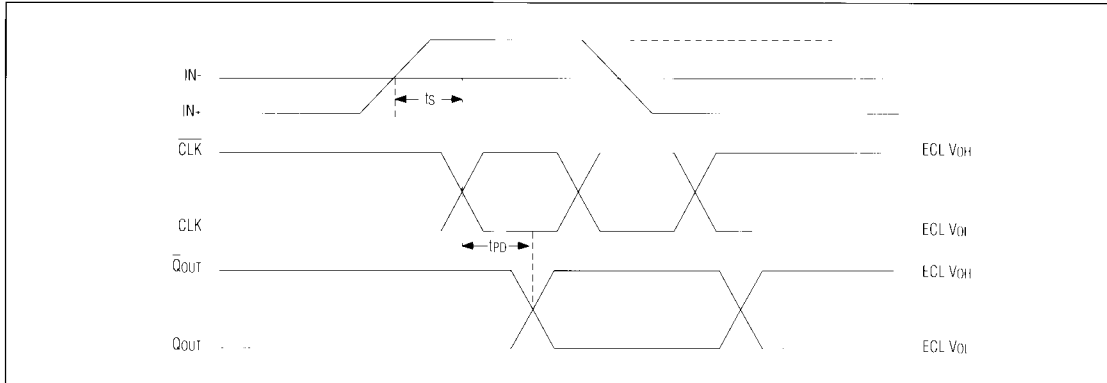 IN-
tS
IN+
CLK
ECL VOH
CLK
ECL VOL
tPD
QOUT
ECL VOH
QOUT
ECL VOL